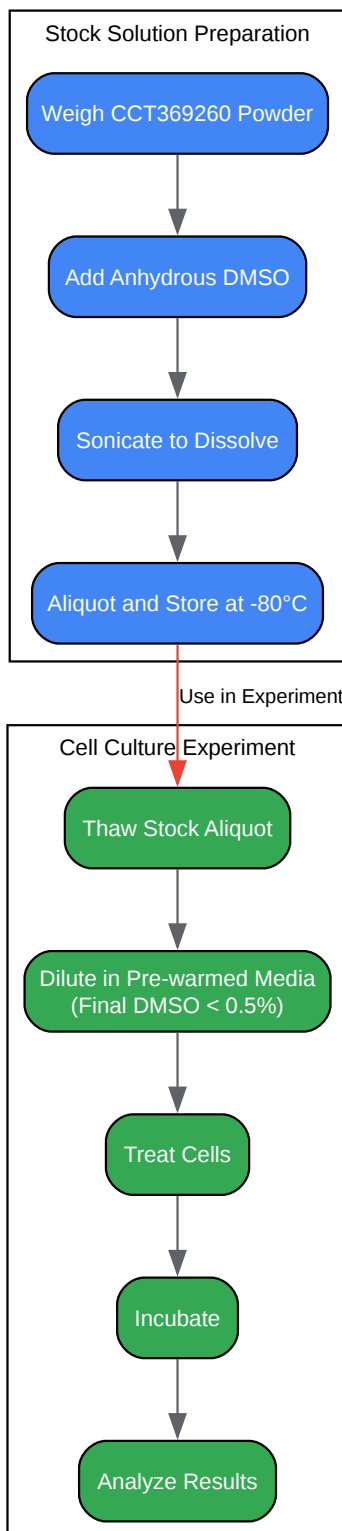 Stock Solution Preparation
Weigh CCT369260 Powder
Add Anhydrous DMSO
Sonicate to Dissolve
Aliquot and Store at -80°C
Use in Experiment
Cell Culture Experiment
Thaw Stock Aliquot
Dilute in Pre-warmed Media
(Final DMSO < 0.5%)
Treat Cells
Incubate
Analyze Results